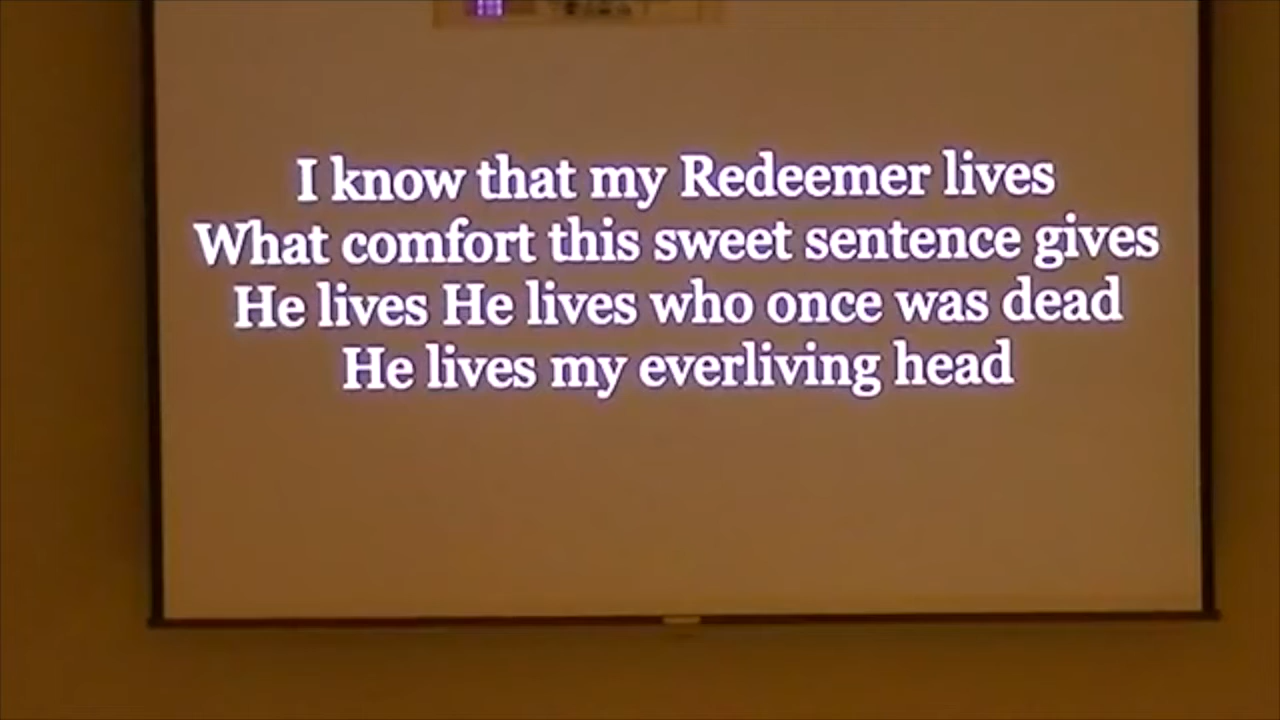 I know that my Redeemer lives
What comfort this sweet sentence gives
He lives He lives who once was dead
He lives my everliving head